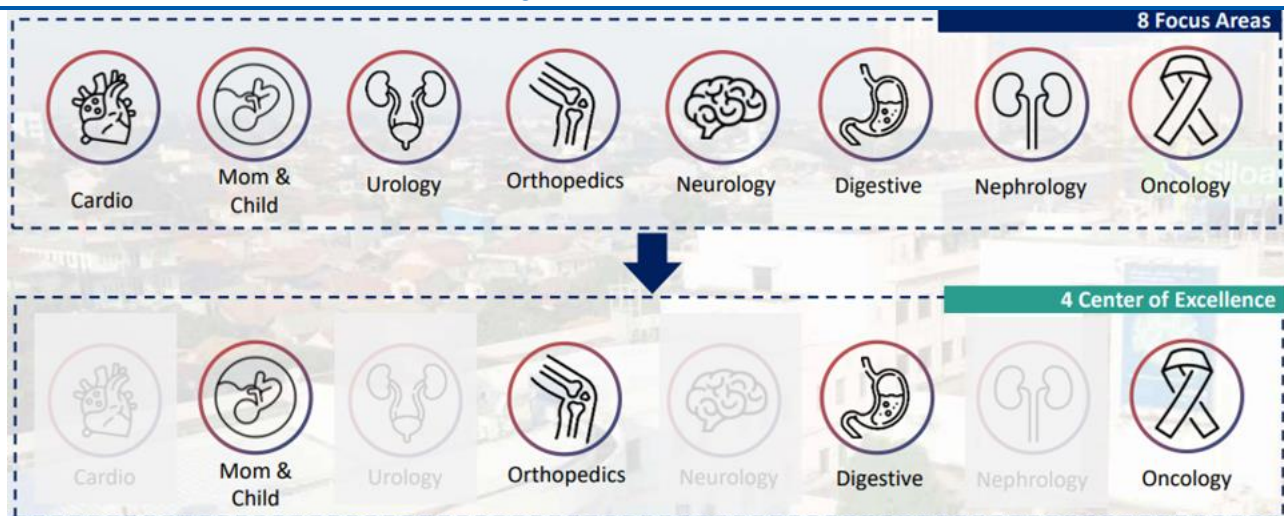 8 Focus Areas
Cardio
Mom &
Child
Urology
Orthopedics
Neurology
Digestive
Nephrology
Oncology
Siloa
4 Center of Excellence
Cardio
Mom &
Child
Urology
Orthopedics
Neurology
Digestive
Nephrology
Oncology